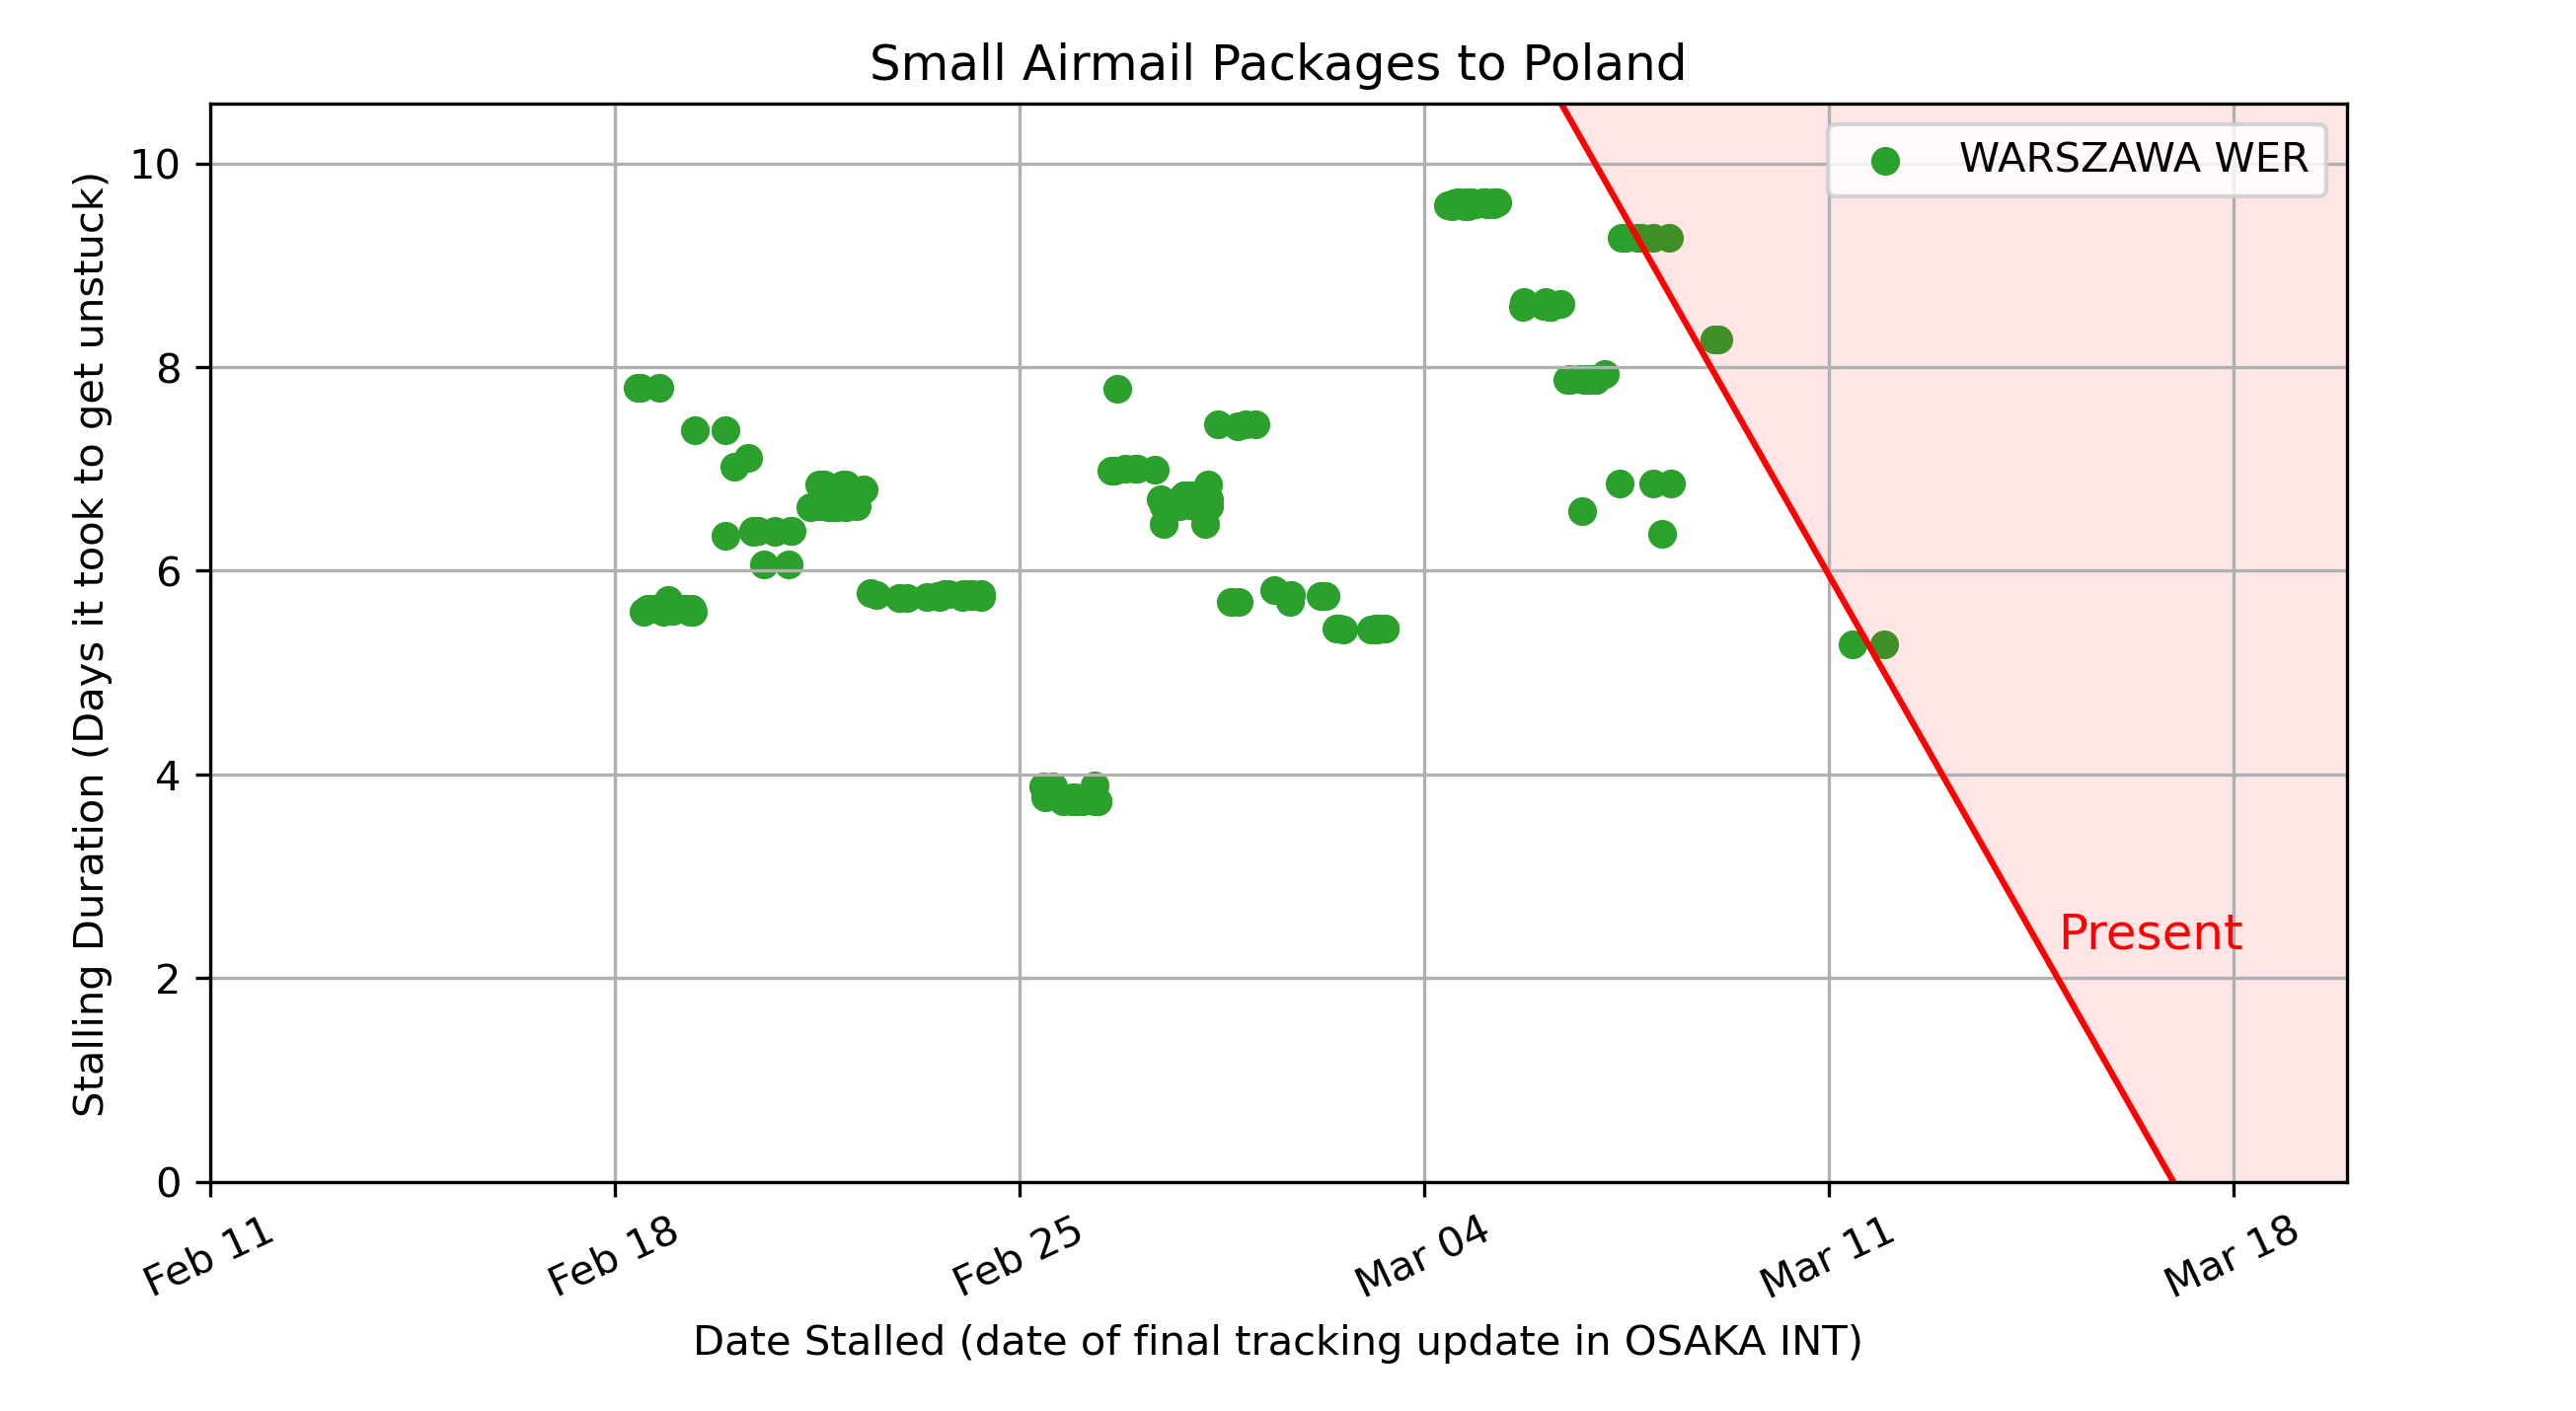 Small Airmail Packages to Poland
WARSZAWA WER
Stalling Duration (Days it took to get unstuck)
10
8
6
4
2
0
Present
Feb 11
Feb 18
Feb 25
Mar 04
Mar 11
Mar 18
Date Stalled (date of final tracking update in OSAKA INT)